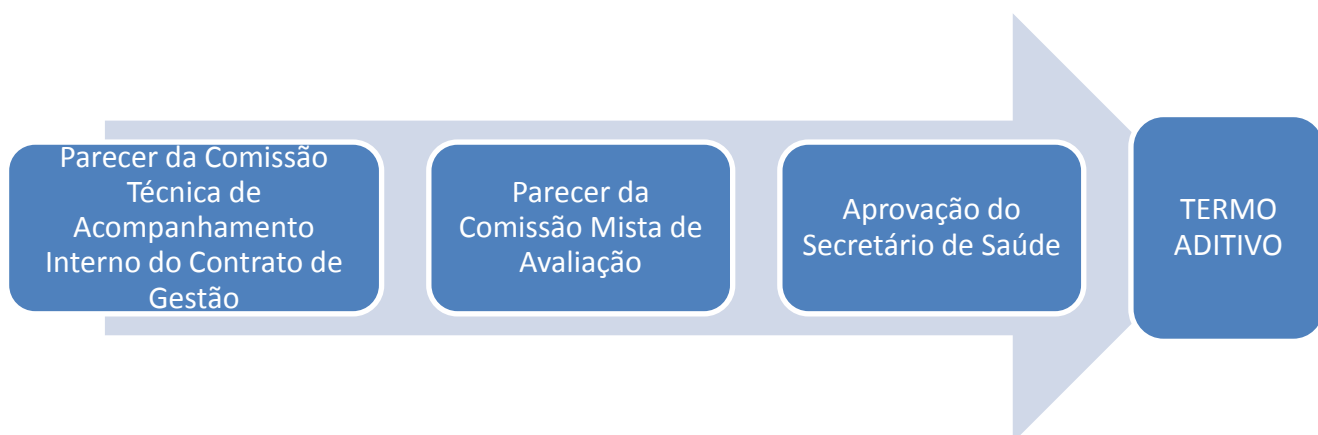 Parecer da Comissão
Técnica de
Acompanhamento
Interno do Contrato de
Gestão
Parecer da
Comissão Mista de
Avaliação
Aprovação do
Secretário de Saúde
TERMO
ADITIVO